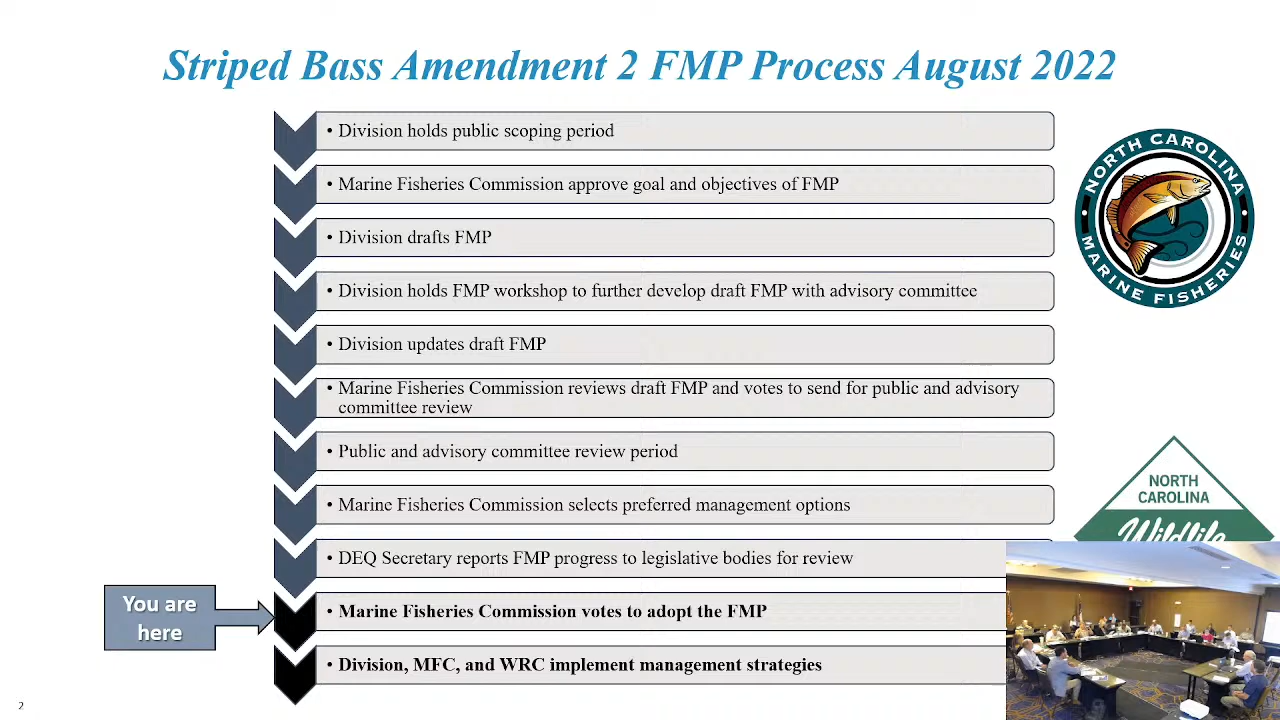 Striped Bass Amendment 2 FMP Process August 2022
• Division holds public scoping period
• Marine Fisheries Commission approve goal and objectives of FMP
• Division drafts FMP
• Division holds FMP workshop to further develop draft FMP with advisory committee
• Division updates draft FMP
• Marine Fisheries Commission reviews draft FMP and votes to send for public and advisory
committee review
• Public and advisory committee review period
• Marine Fisheries Commission selects preferred management options
• DEQ Secretary reports FMP progress to legislative bodies for review
You are
here
• Marine Fisheries Commission votes to adopt the FMP
• Division, MFC, and WRC implement management strategies
NORTH CAROLINA
MARINE FISHERIES
NORTH
CAROLINA
Wildlife
2